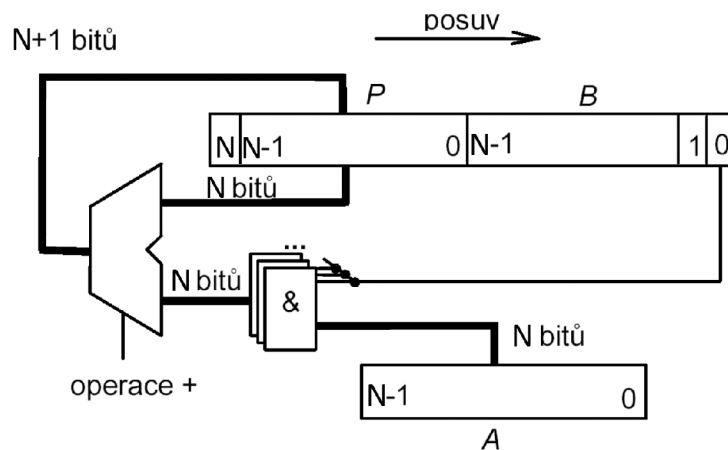 posuv
N+1 bitů
P B
N N-1 0 N-1 1 0
N bitů
...
N bitů
&
N bitů
operace +
N-1 0
A